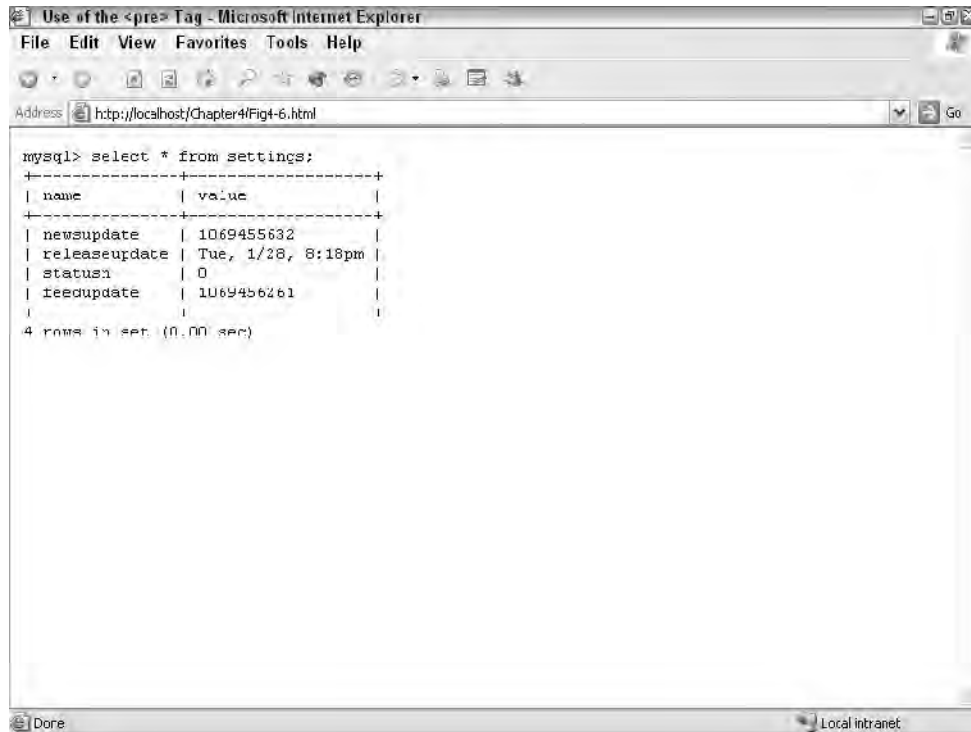 Use of the <pre> Tag - Microsoft Internet Explorer
File Edit View Favorites Tools Help
Address http://localhost/Chapter4/Fig4-6.html Go
mysql> select * from settings;
+---------------+--------------------+
| name | value |
+---------------+--------------------+
| newsupdate | 1069455632 |
| releaseupdate | Tue, 1/28, 8:18pm |
| statusn | 0 |
| feedupdate | 1069456261 |
+---------------+--------------------+
4 rows in set (0.00 sec)
Done Local intranet